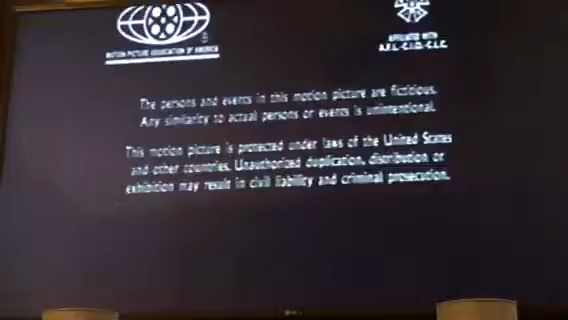 MOTION PICTURE ASSOCIATION OF AMERICA
AFFILIATED WITH
A.F.L.-C.I.O.-C.L.C.
The persons and events in this motion picture are fictitious.
Any similarity to actual persons or events is unintentional.
This motion picture is protected under laws of the United States
and other countries. Unauthorized duplication, distribution or
exhibition may result in civil liability and criminal prosecution.